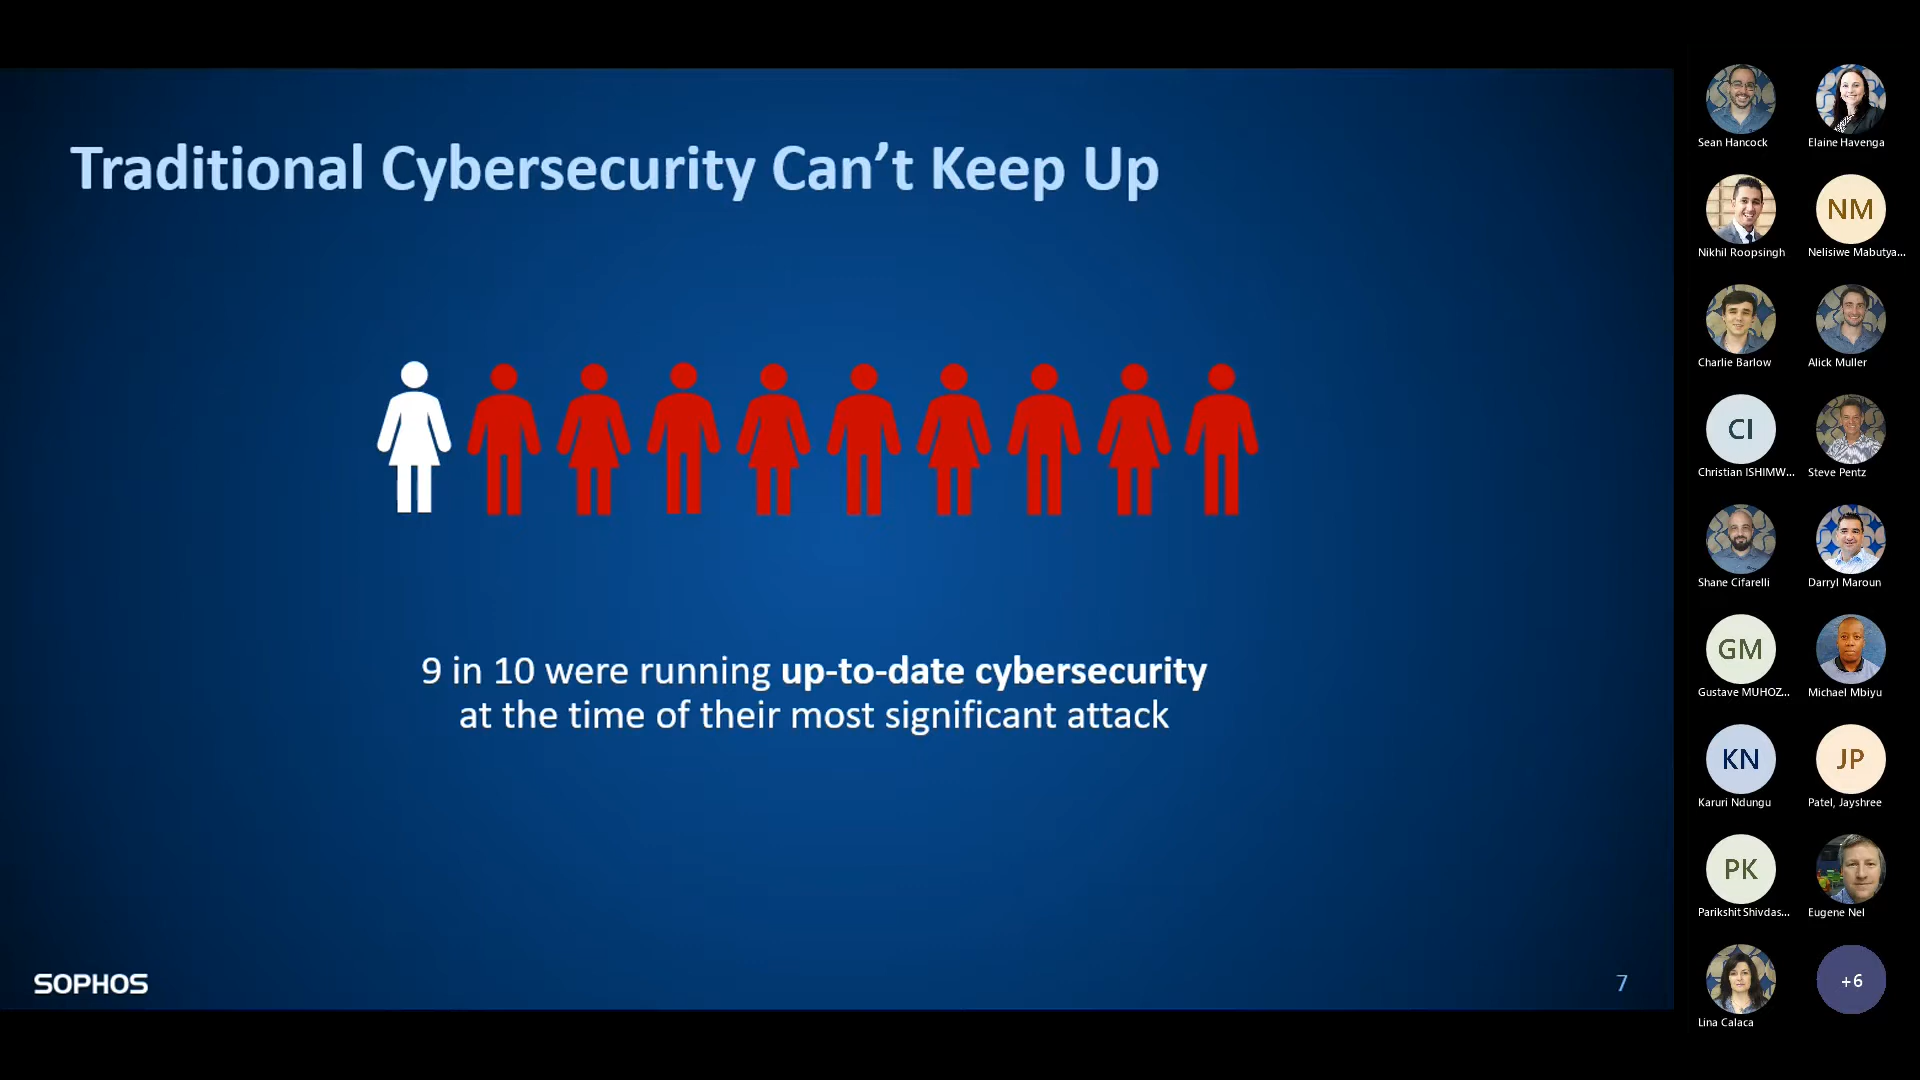 Traditional Cybersecurity Can’t Keep Up
9 in 10 were running up-to-date cybersecurity
at the time of their most significant attack
SOPHOS
7
Sean Hancock
Elaine Havenga
Nikhil Roopsingh
NM
Nelisiwe Mabutya...
Charlie Barlow
Alick Muller
CI
Christian ISHIMW...
Steve Pentz
Shane Cifarelli
Darryl Maroun
GM
Gustave MUHOZ...
Michael Mbiyu
KN
JP
Karuri Ndungu
Patel, Jayshree
PK
Parikshit Shivdas...
Eugene Nel
+6
Lina Calaca